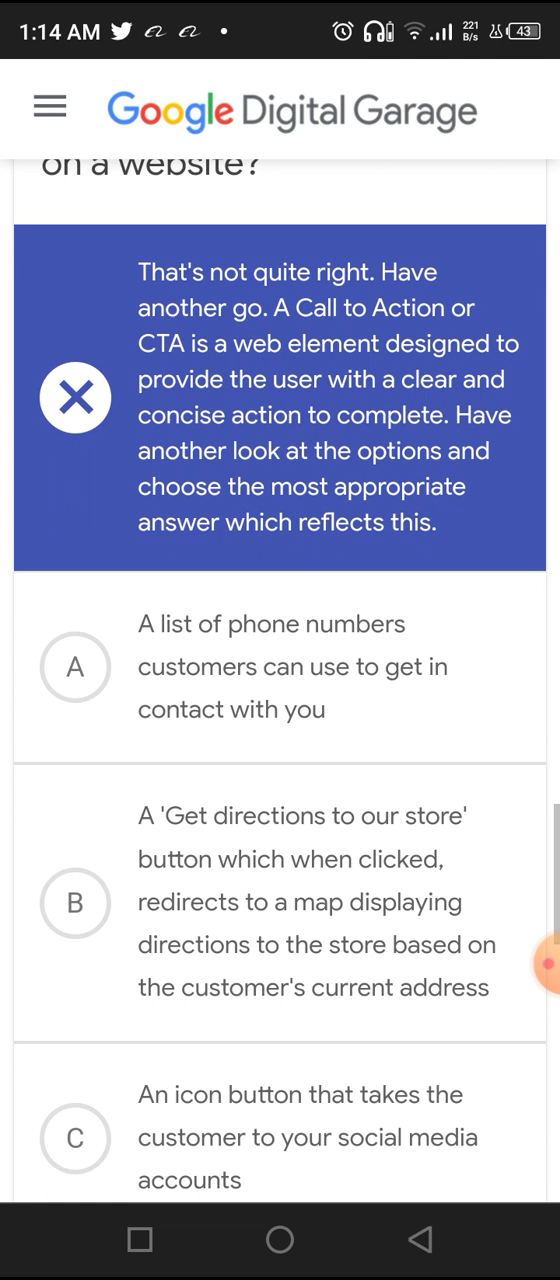 1:14 AM
221
B/s
43
Google Digital Garage
on a website?
That's not quite right. Have
another go. A Call to Action or
CTA is a web element designed to
provide the user with a clear and
concise action to complete. Have
another look at the options and
choose the most appropriate
answer which reflects this.
A
A list of phone numbers
customers can use to get in
contact with you
B
A 'Get directions to our store'
button which when clicked,
redirects to a map displaying
directions to the store based on
the customer's current address
C
An icon button that takes the
customer to your social media
accounts